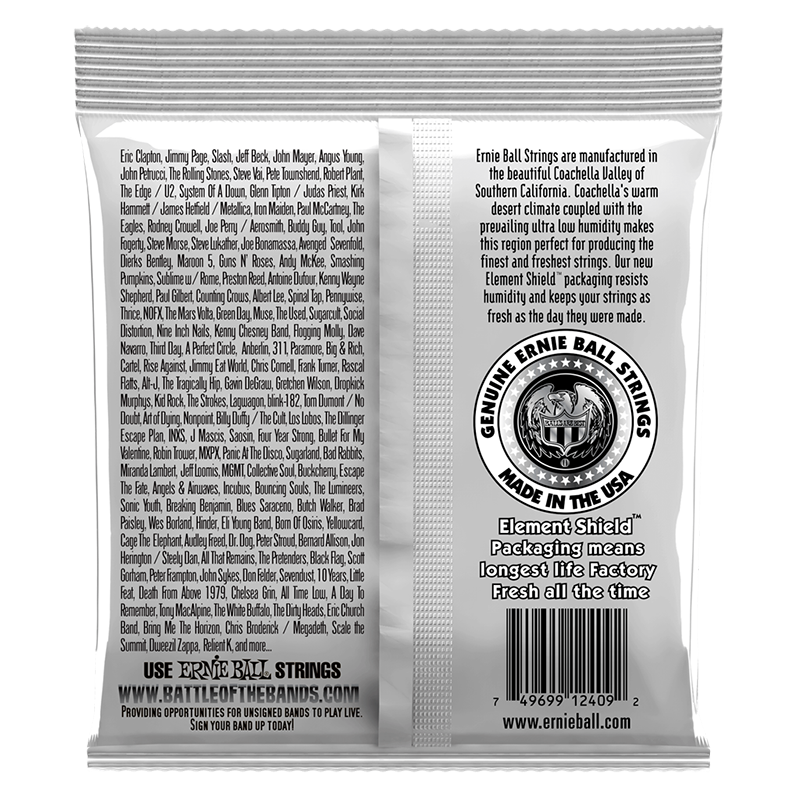 Eric Clapton, Jimmy Page, Slash, Jeff Beck, John Mayer, Angus Young,
John Petrucci, The Rolling Stones, Steve Vai, Pete Townshend, Robert Plant,
The Edge / U2, System Of A Down, Glenn Tipton / Judas Priest, Kirk
Hammett / James Hetfield / Metallica, Iron Maiden, Paul McCartney, The
Eagles, Rodney Crowell, Joe Perry / Aerosmith, Buddy Guy, Tool, John
Fogerty, Steve Morse, Steve Lukather, Joe Bonamassa, Avenged Sevenfold,
Dierks Bentley, Maroon 5, Guns N' Roses, Andy McKee, Smashing
Pumpkins, Sublime w/ Rome, Preston Reed, Antoine Dufour, Kenny Wayne
Shepherd, Paul Gilbert, Counting Crows, Albert Lee, Spinal Tap, Pennywise,
Thrice, NOFX, The Mars Volta, Green Day, Muse, The Used, Sugarcult, Social
Distortion, Nine Inch Nails, Kenny Chesney Band, Flogging Molly, Dave
Navarro, Third Day, A Perfect Circle, Anberlin, 311, Paramore, Big & Rich,
Cartel, Rise Against, Jimmy Eat World, Chris Cornell, Frank Turner, Rascal
Flatts, Alt-J, The Tragically Hip, Gavin DeGraw, Gretchen Wilson, Dropkick
Murphys, Kid Rock, The Strokes, Lagwagon, blink-182, Tom Dumont / No
Doubt, Art of Dying, Nonpoint, Billy Duffy / The Cult, Los Lobos, The Dillinger
Escape Plan, INXS, J Mascis, Saosin, Four Year Strong, Bullet For My
Valentine, Robin Trower, MXPX, Panic At The Disco, Sugarland, Bad Rabbits,
Miranda Lambert, Jeff Loomis, MGMT, Collective Soul, Buckcherry, Escape
The Fate, Angels & Airwaves, Incubus, Bouncing Souls, The Lumineers,
Sonic Youth, Breaking Benjamin, Blues Saraceno, Butch Walker, Brad
Paisley, Wes Borland, Hinder, Eli Young Band, Born Of Osiris, Yellowcard,
Cage The Elephant, Audley Freed, Dr. Dog, Peter Stroud, Bernard Allison, Jon
Herington / Steely Dan, All That Remains, The Pretenders, Black Flag, Scott
Gorham, Peter Frampton, John Sykes, Don Felder, Sevendust, 10 Years, Little
Feat, Death From Above 1979, Chelsea Grin, All Time Low, A Day To
Remember, Tony MacAlpine, The White Buffalo, The Dirty Heads, Eric Church
Band, Bring Me The Horizon, Chris Broderick / Megadeth, Scale the
Summit, Dweezil Zappa, Relient K, and more...
USE ERNIE BALL STRINGS
WWW.BATTLEOFTHEBANDS.COM
PROVIDING OPPORTUNITIES FOR UNSIGNED BANDS TO PLAY LIVE.
SIGN YOUR BAND UP TODAY!
Ernie Ball Strings are manufactured in
the beautiful Coachella Valley of
Southern California. Coachella's warm
desert climate coupled with the
prevailing ultra low humidity makes
this region perfect for producing the
finest and freshest strings. Our new
Element Shield™ packaging resists
humidity and keeps your strings as
fresh as the day they were made.
GENUINE ERNIE BALL STRINGS
MADE IN THE USA
Element Shield™
Packaging means
longest life Factory
Fresh all the time
7 49699 12409 2
www.ernieball.com